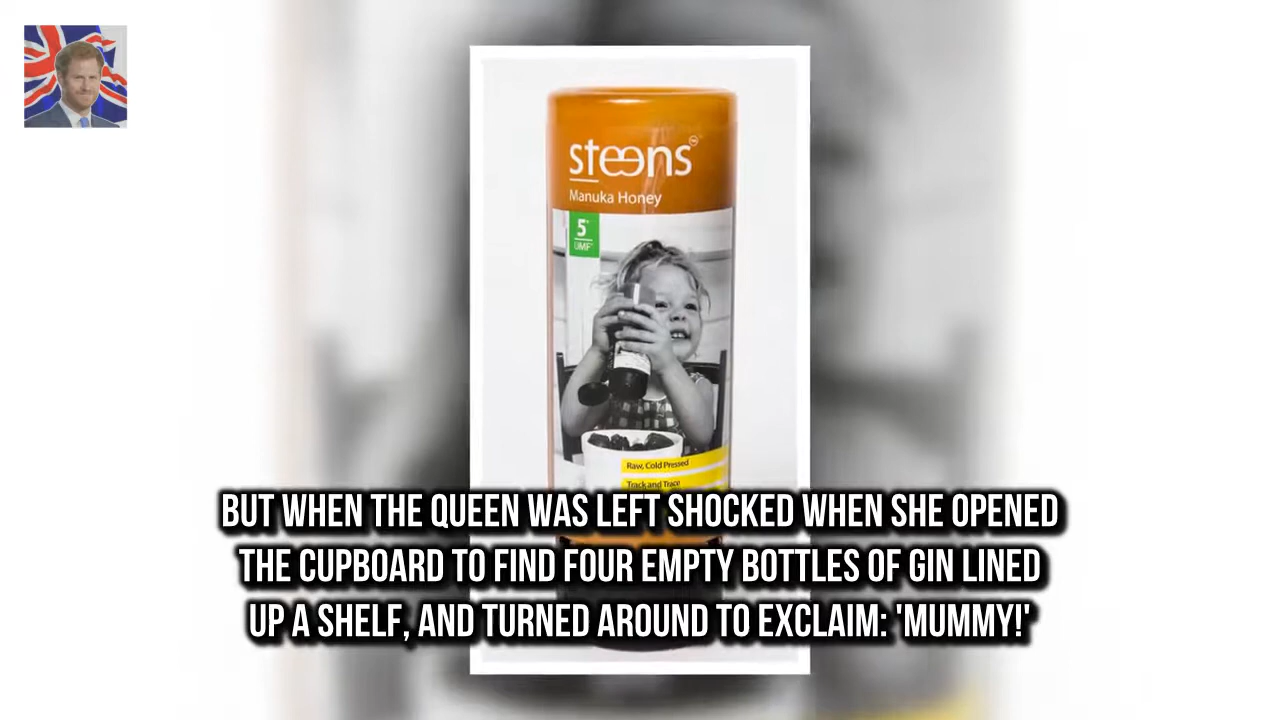 steens
Manuka Honey
5+
UMF
Raw, Cold Pressed
Track and Trace
BUT WHEN THE QUEEN WAS LEFT SHOCKED WHEN SHE OPENED
THE CUPBOARD TO FIND FOUR EMPTY BOTTLES OF GIN LINED
UP A SHELF, AND TURNED AROUND TO EXCLAIM: 'MUMMY!'